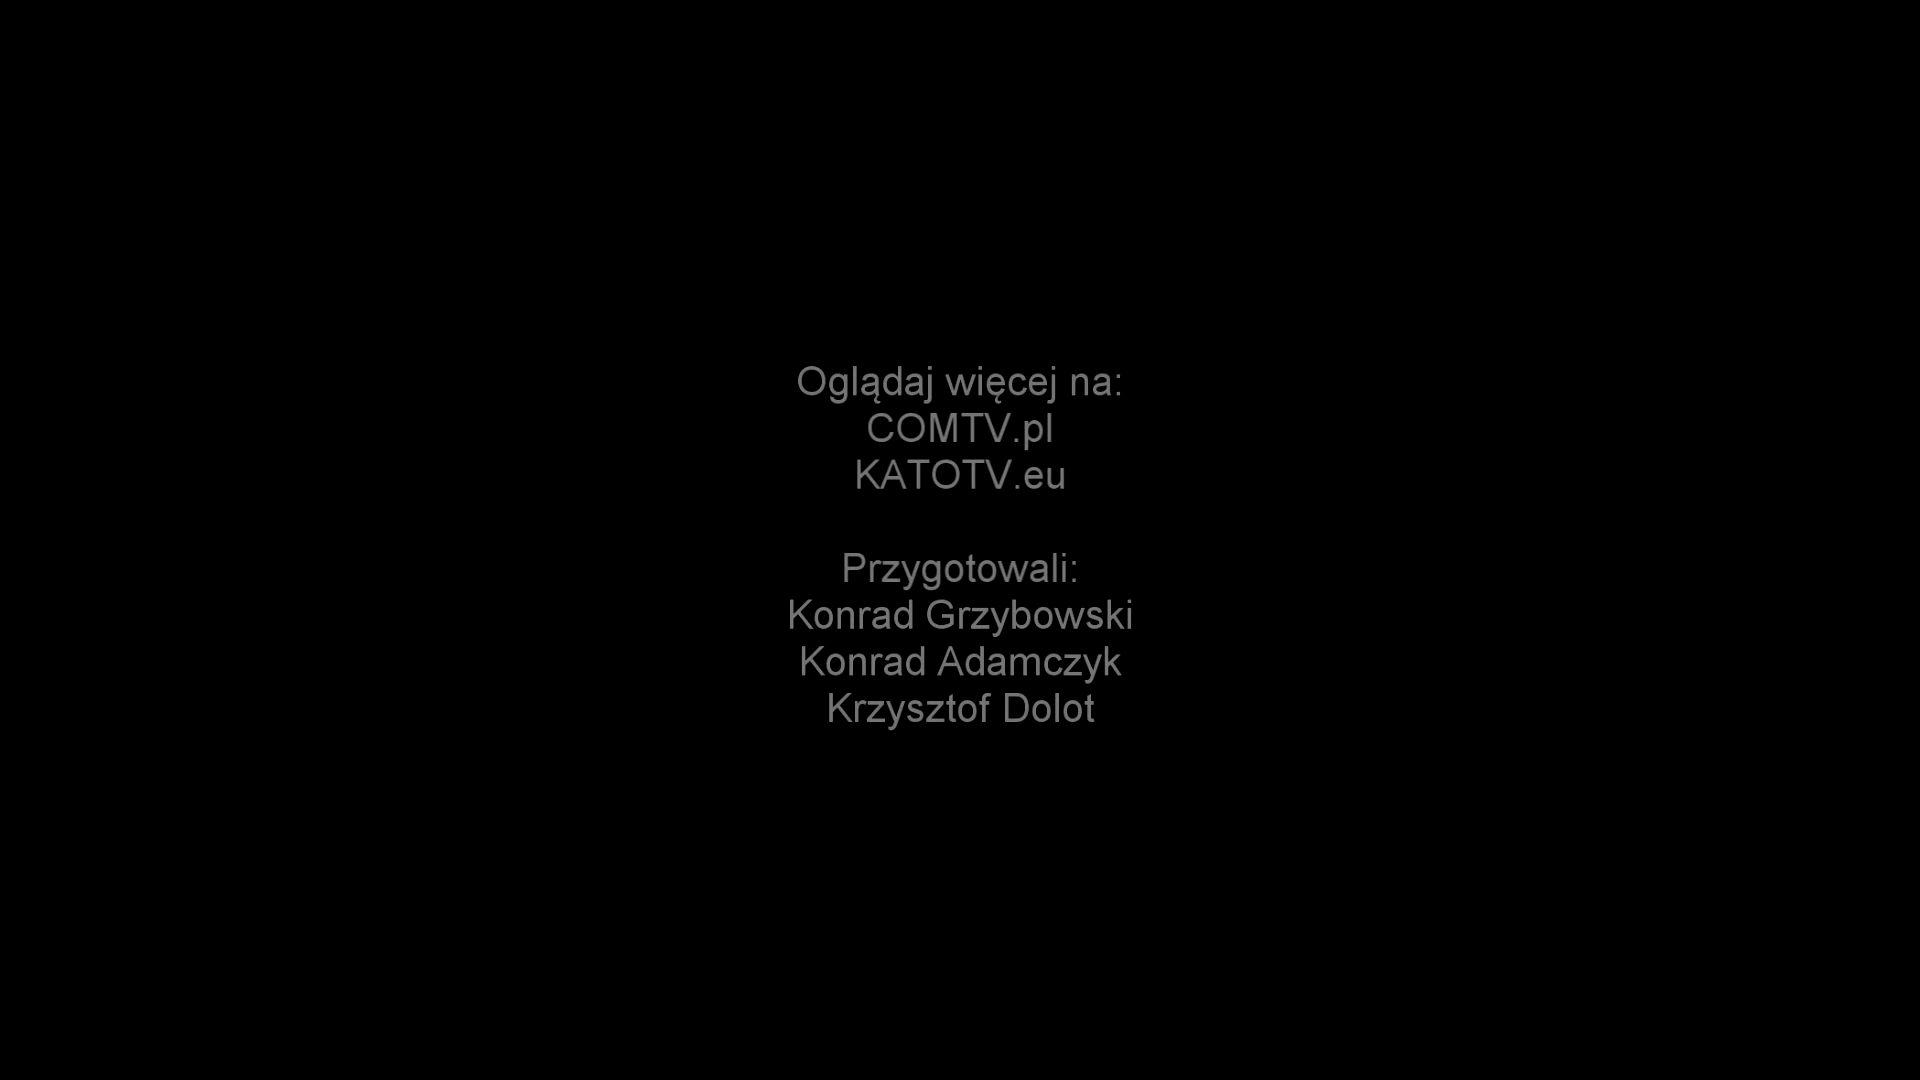 Oglądaj więcej na:
COMTV.pl
KATOTV.eu
Przygotowali:
Konrad Grzybowski
Konrad Adamczyk
Krzysztof Dolot